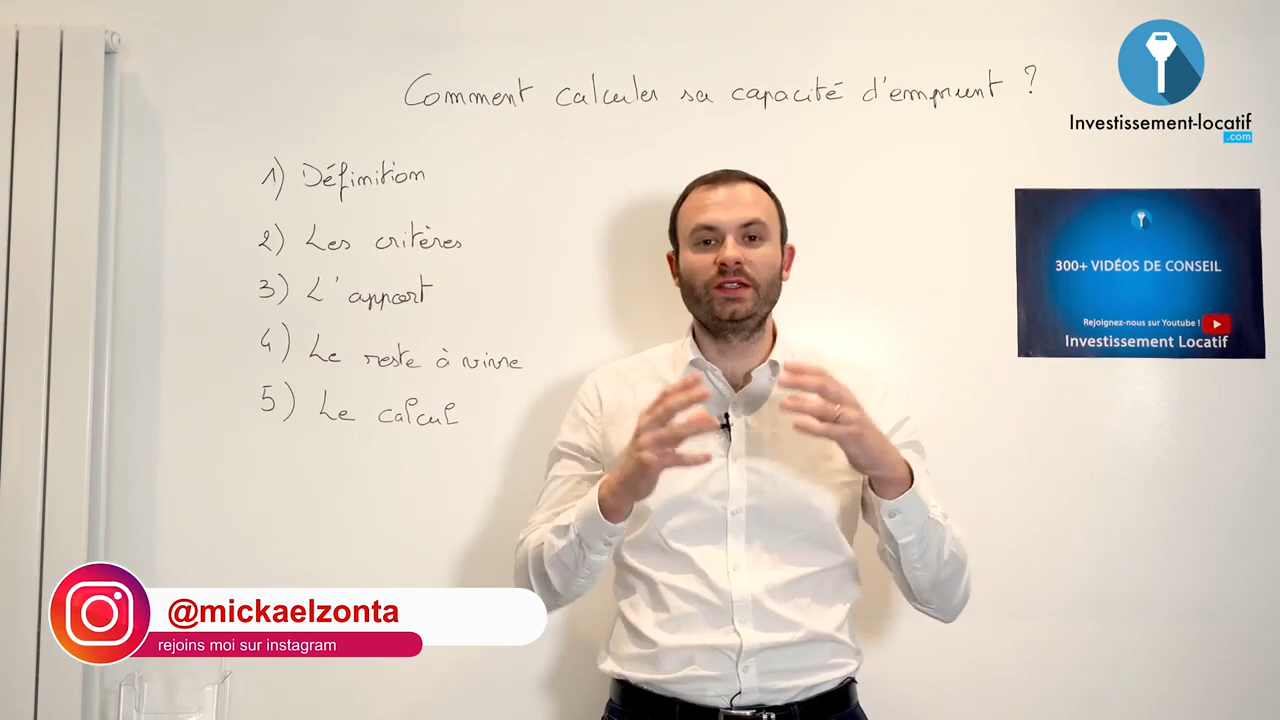 Comment calculer sa capacité d'emprunt ?
Investissement-locatif
.com
1) Définition
2) Les critères
3) L'apport
4) Le reste à vivre
5) Le calcul
300+ VIDÉOS DE CONSEIL
Rejoignez-nous sur Youtube !
Investissement Locatif
@mickaelzonta
rejoins moi sur instagram